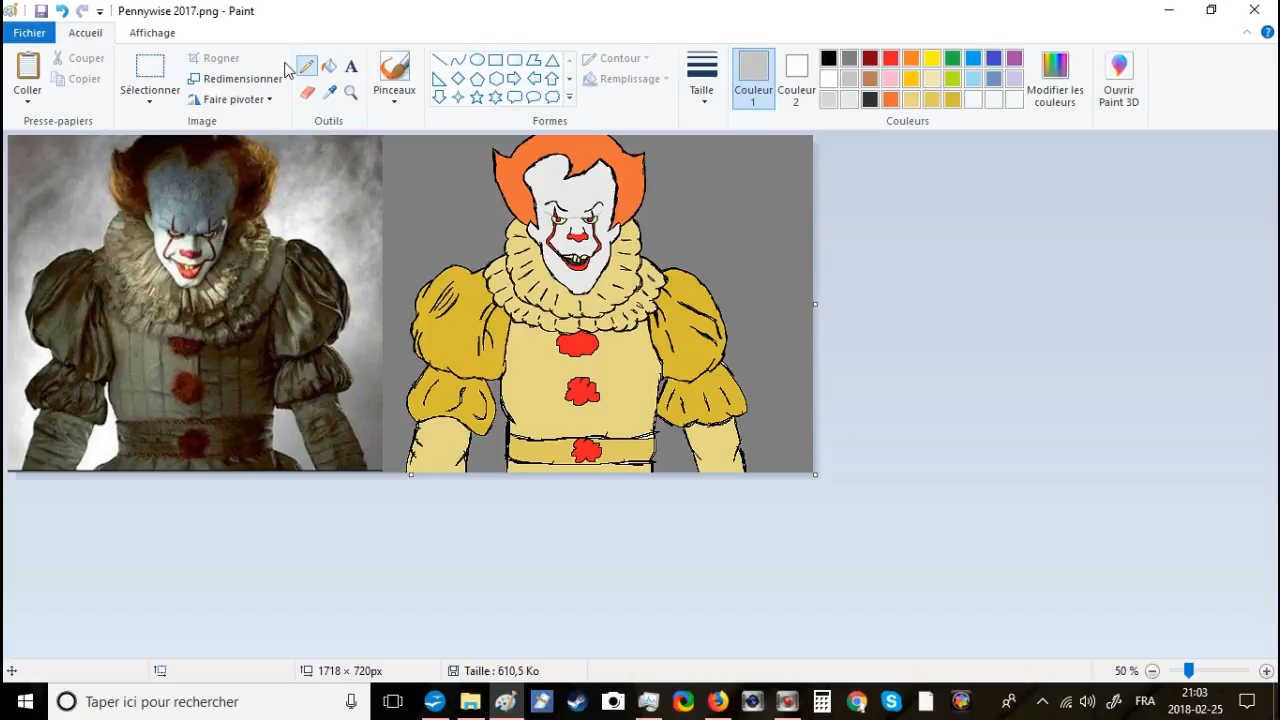 Pennywise 2017.png - Paint
Fichier Accueil Affichage
Coller
Couper
Copier
Presse-papiers
Sélectionner
Rogner
Redimensionner
Faire pivoter
Image
A
Outils
Pinceaux
Contour
Remplissage
Formes
Taille
Couleur 1
Couleur 2
Modifier les couleurs
Couleurs
Ouvrir Paint 3D
1718 × 720px
Taille : 610,5 Ko
50 %
Taper ici pour rechercher
FRA
21:03
2018-02-25